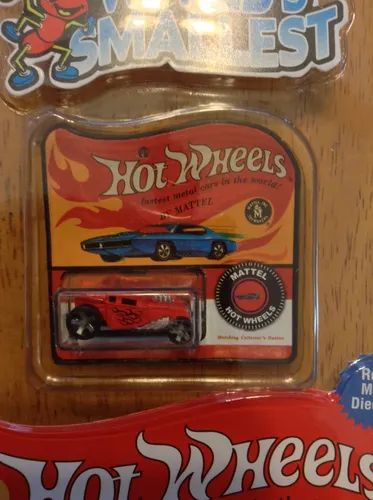 SMALLEST
Hot Wheels
fastest metal cars in the world!
BY MATTEL
MATTEL
HOT WHEELS
Matching Collector's Button
Hot Wheels